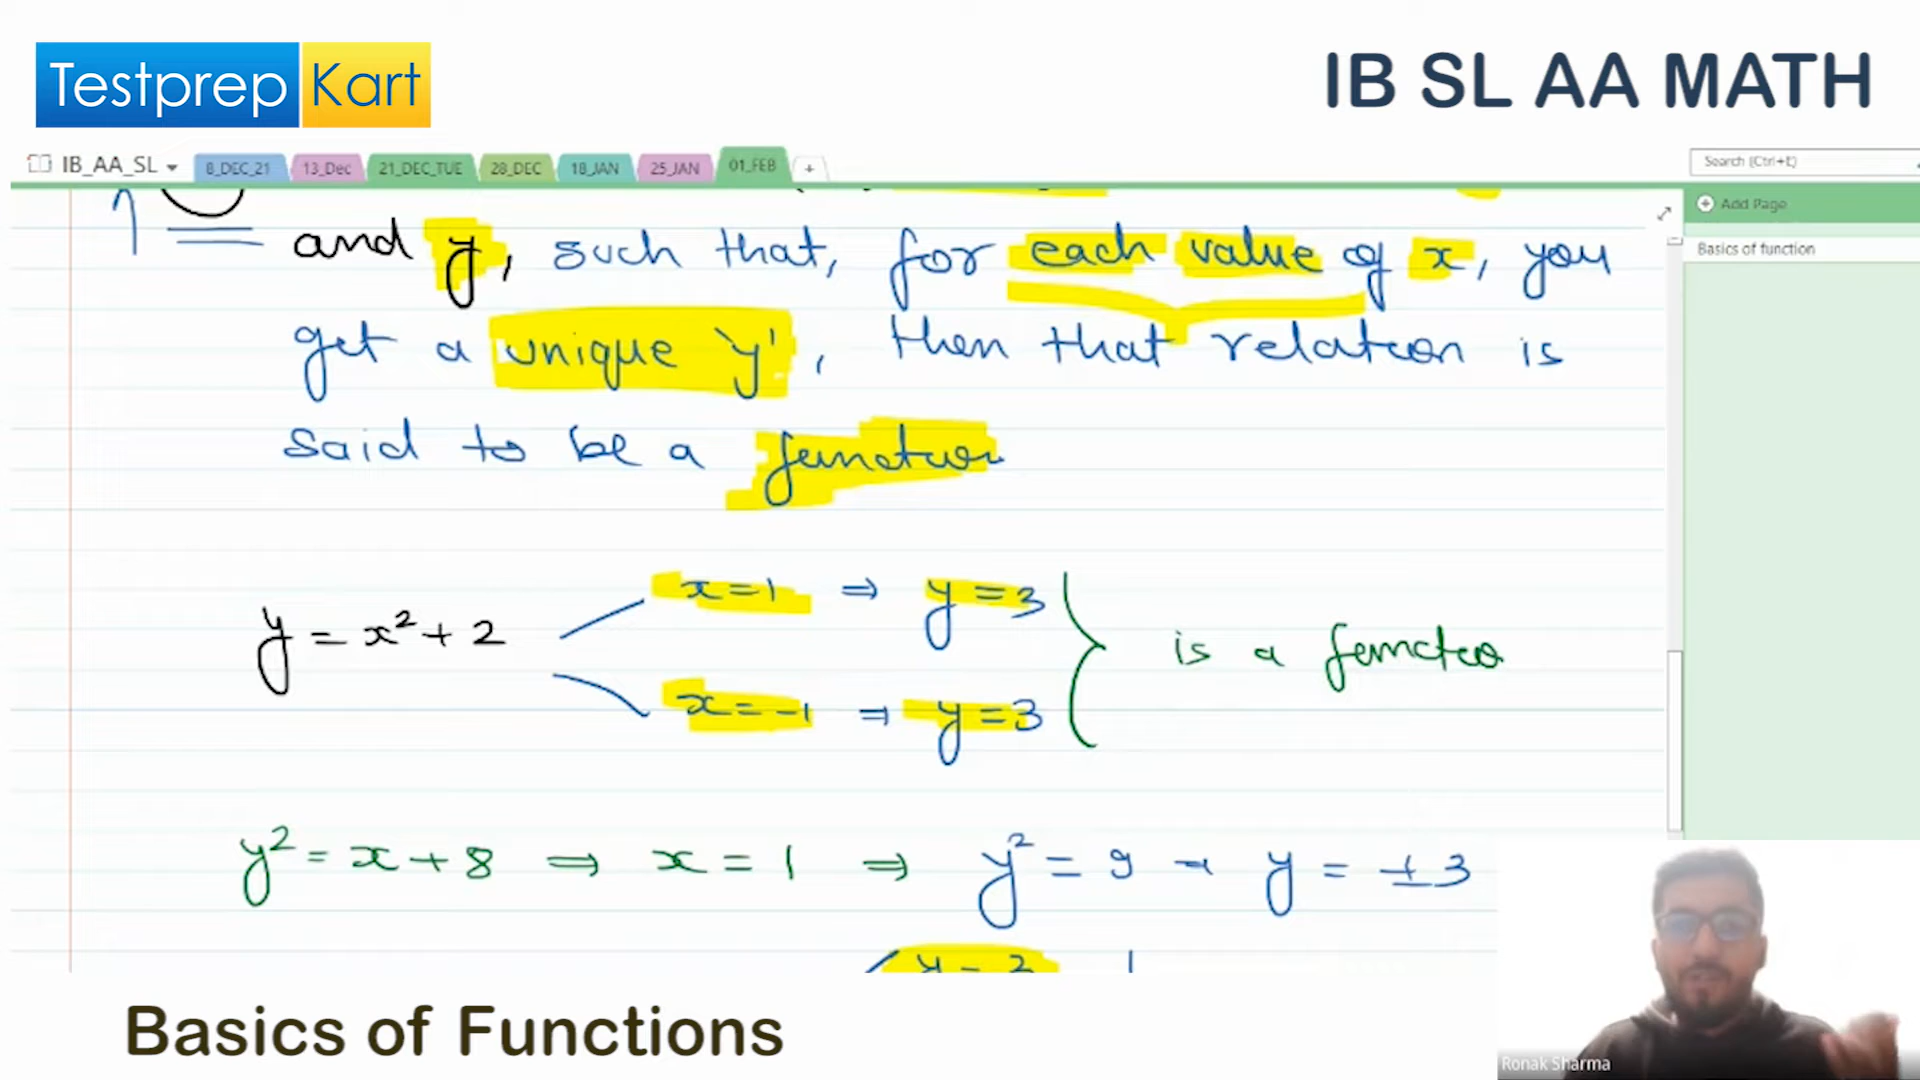 Testprep Kart
IB SL AA MATH
IB_AA_SL 8_DEC_21 13_Dec 21_DEC_TUE 28_DEC 18_JAN 25_JAN 01_FEB +
Search (Ctrl+E)
Add Page
Basics of function
and y, such that, for each value of x, you
get a unique 'y', then that relation is
said to be a function
y = x² + 2
x=1 ⇒ y=3
x=-1 ⇒ y=3
is a functio
y² = x + 8 ⇒ x = 1 ⇒ y² = 9 → y = ±3
Basics of Functions
Ronak Sharma